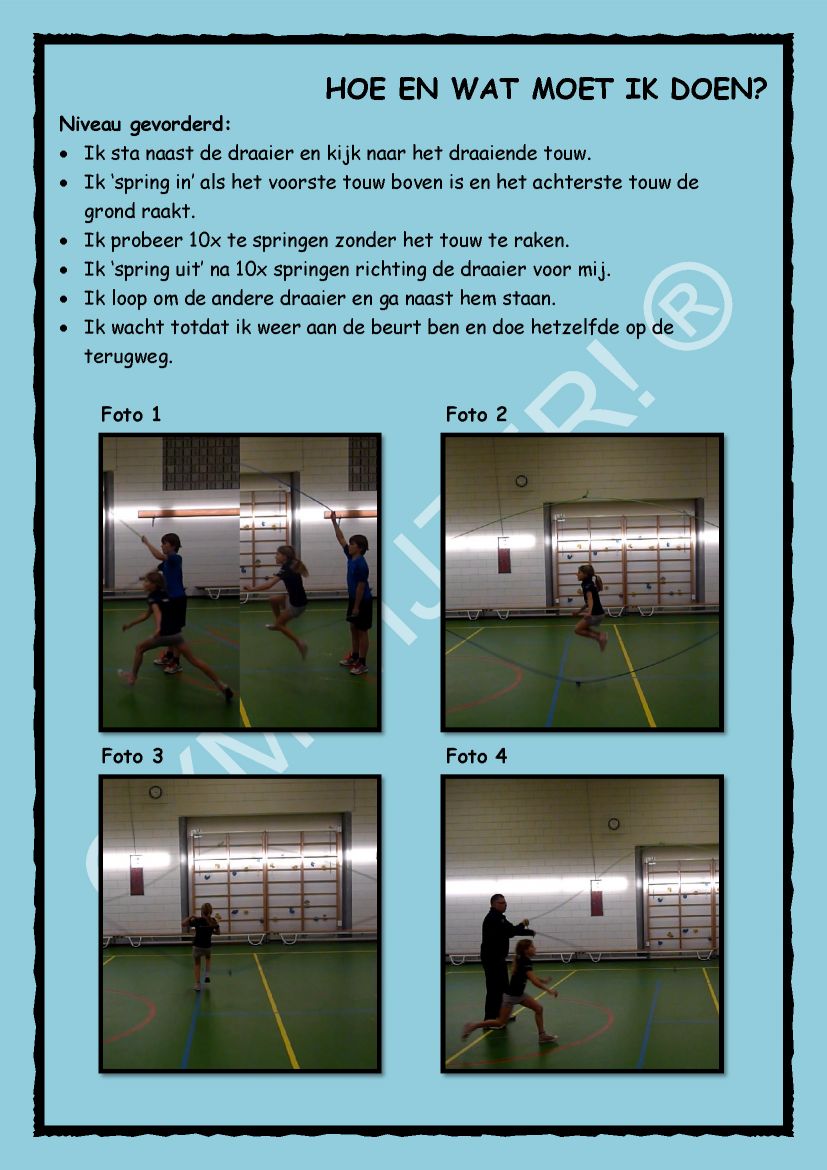 HOE EN WAT MOET IK DOEN?
Niveau gevorderd:
• Ik sta naast de draaier en kijk naar het draaiende touw.
• Ik ‘spring in’ als het voorste touw boven is en het achterste touw de
grond raakt.
• Ik probeer 10x te springen zonder het touw te raken.
• Ik ‘spring uit’ na 10x springen richting de draaier voor mij.
• Ik loop om de andere draaier en ga naast hem staan.
• Ik wacht totdat ik weer aan de beurt ben en doe hetzelfde op de
terugweg.
Foto 1
Foto 2
Foto 3
Foto 4